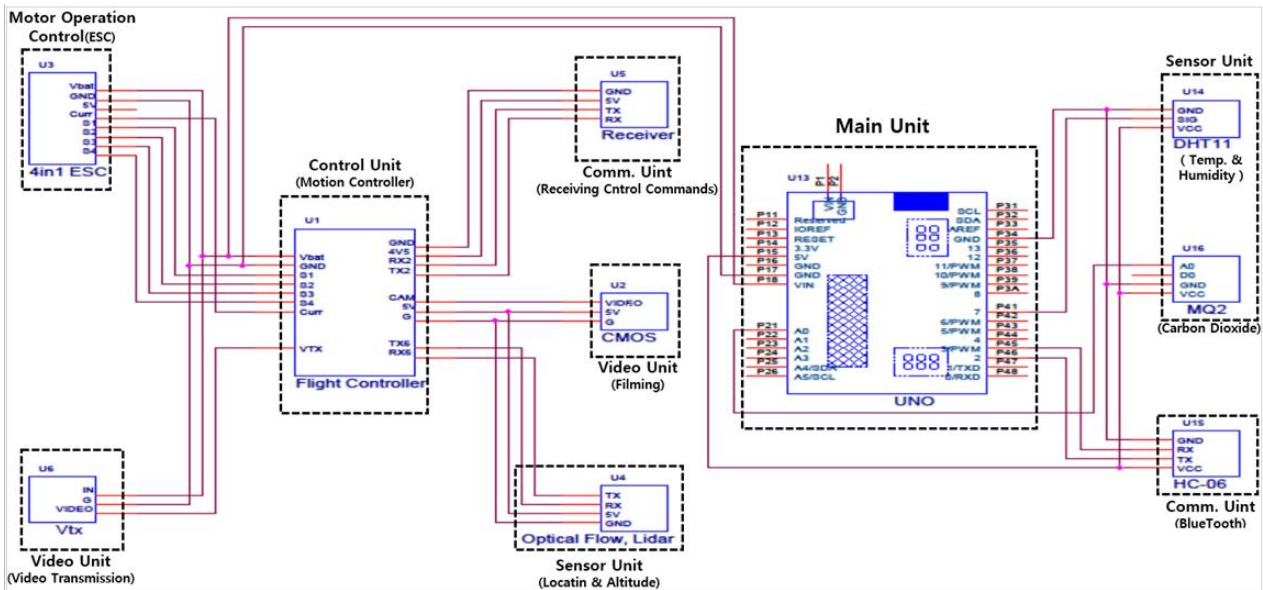 Motor Operation
Control(ESC)
U3
Vbat
GND
5V
Curr
S1
S2
S3
S4
4in1 ESC
Control Unit
(Motion Controller)
U1
Vbat
GND
S1
S2
S3
S4
Curr
VTX
GND
4V5
RX2
TX2
CAM
5V
G
TX6
RX6
Flight Controller
U6
IN
G
VIDEO
Vtx
Video Unit
(Video Transmission)
U5
GND
5V
TX
RX
Receiver
Comm. Uint
(Receiving Cntrol Commands)
U2
VIDEO
5V
G
CMOS
Video Unit
(Filming)
U4
TX
RX
5V
GND
Optical Flow, Lidar
Sensor Unit
(Locatin & Altitude)
Main Unit
U13
P1
P2
VIN
GND
P11
P12
P13
P14
P15
P16
P17
P18
Reserved
IOREF
RESET
3.3V
5V
GND
GND
VIN
P21
P22
P23
P24
P25
P26
A0
A1
A2
A3
A4/SDA
A5/SCL
SCL
SDA
AREF
GND
13
12
11/PWM
10/PWM
9/PWM
8
P31
P32
P33
P34
P35
P36
P37
P38
P39
P3A
7
6/PWM
5/PWM
4
3/PWM
2
1/TXD
0/RXD
P41
P42
P43
P44
P45
P46
P47
P48
UNO
Sensor Unit
U14
GND
SIG
VCC
DHT11
( Temp. &
Humidity )
U16
A0
D0
GND
VCC
MQ2
(Carbon Dioxide)
U15
GND
RX
TX
VCC
HC-06
Comm. Uint
(BlueTooth)